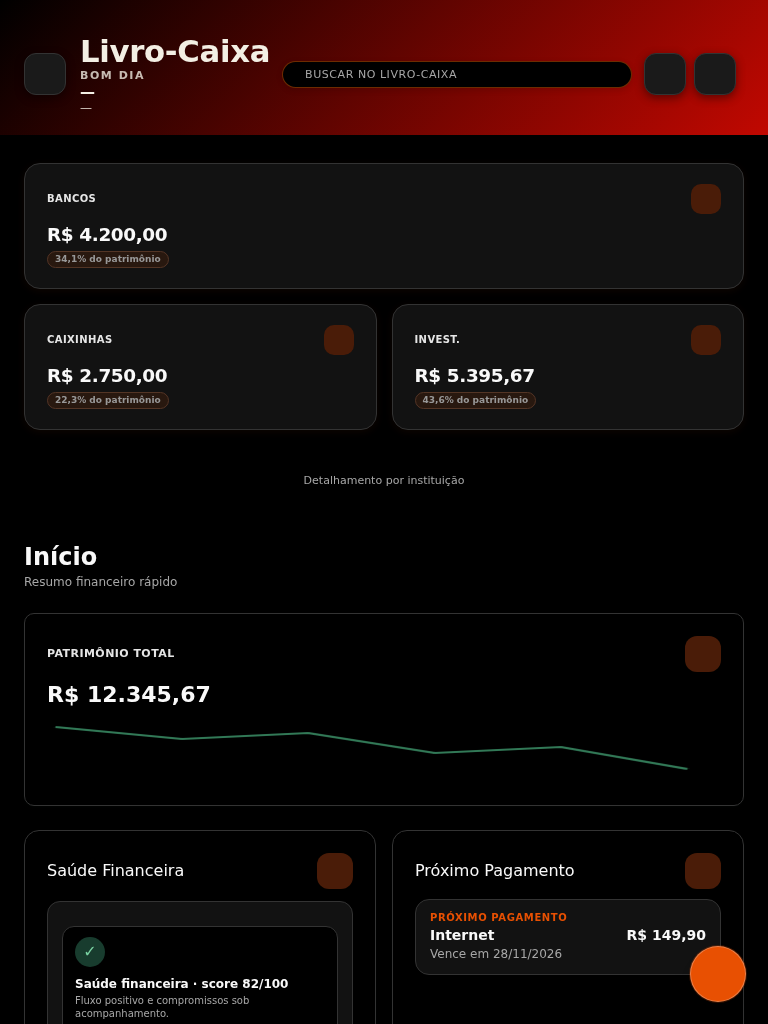 Livro-Caixa
BOM DIA
—
—
BUSCAR NO LIVRO-CAIXA
BANCOS
R$ 4.200,00
34,1% do patrimônio
CAIXINHAS
R$ 2.750,00
22,3% do patrimônio
INVEST.
R$ 5.395,67
43,6% do patrimônio
Detalhamento por instituição
Início
Resumo financeiro rápido
PATRIMÔNIO TOTAL
R$ 12.345,67
Saúde Financeira
✓
Saúde financeira · score 82/100
Fluxo positivo e compromissos sob
acompanhamento.
Próximo Pagamento
PRÓXIMO PAGAMENTO
Internet R$ 149,90
Vence em 28/11/2026